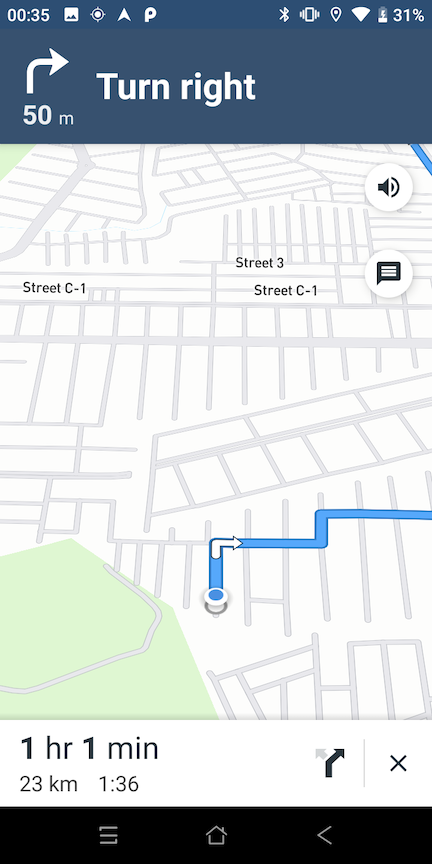 00:35
31%
Turn right
50 m
Street 3
Street C-1
Street C-1
1 hr 1 min
23 km 1:36